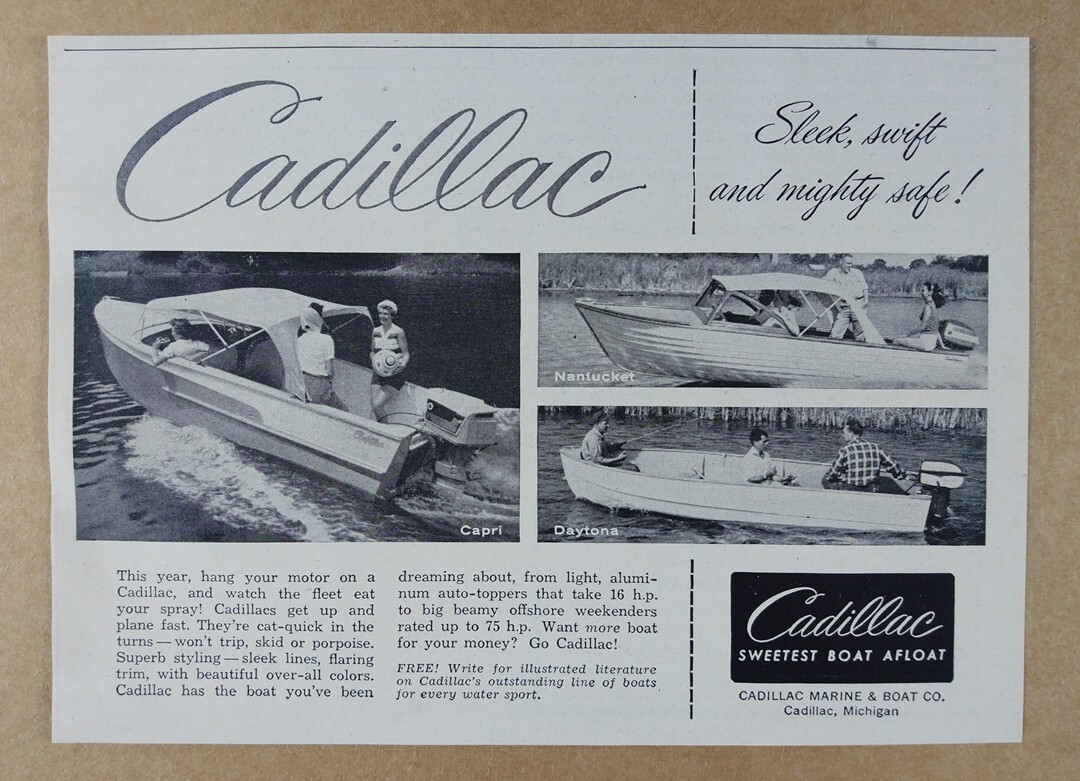 Cadillac
Sleek, swift
and mighty safe!
Capri
Nantucket
Daytona
This year, hang your motor on a
Cadillac, and watch the fleet eat
your spray! Cadillacs get up and
plane fast. They're cat-quick in the
turns — won't trip, skid or porpoise.
Superb styling — sleek lines, flaring
trim, with beautiful over-all colors.
Cadillac has the boat you've been
dreaming about, from light, alumi-
num auto-toppers that take 16 h.p.
to big beamy offshore weekenders
rated up to 75 h.p. Want more boat
for your money? Go Cadillac!
FREE! Write for illustrated literature
on Cadillac's outstanding line of boats
for every water sport.
Cadillac
SWEETEST BOAT AFLOAT
CADILLAC MARINE & BOAT CO.
Cadillac, Michigan